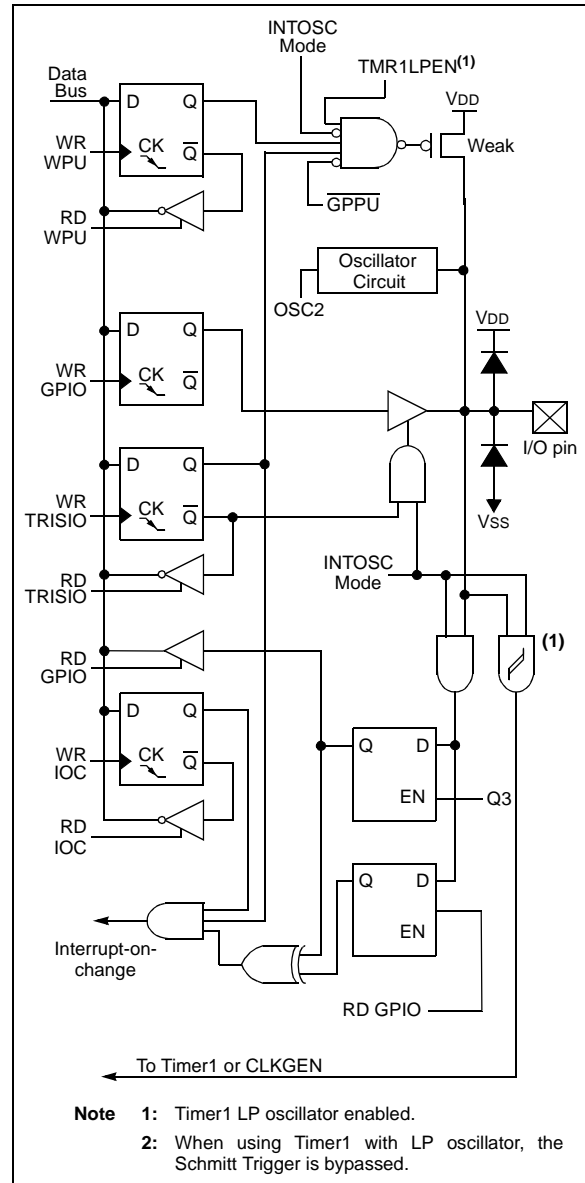 INTOSC
Mode
TMR1LPEN(1)
Data
Bus
VDD
D Q
WR
WPU
CK Q
Weak
RD
WPU
GPPU
Oscillator
Circuit
OSC2
VDD
D Q
WR
GPIO
CK Q
I/O pin
D Q
WR
TRISIO
CK Q
VSS
INTOSC
Mode
RD
TRISIO
(1)
RD
GPIO
D Q
WR
IOC
CK Q
Q D
EN
Q3
RD
IOC
Q D
EN
Interrupt-on-
change
RD GPIO
To Timer1 or CLKGEN
Note 1: Timer1 LP oscillator enabled.
2: When using Timer1 with LP oscillator, the
Schmitt Trigger is bypassed.